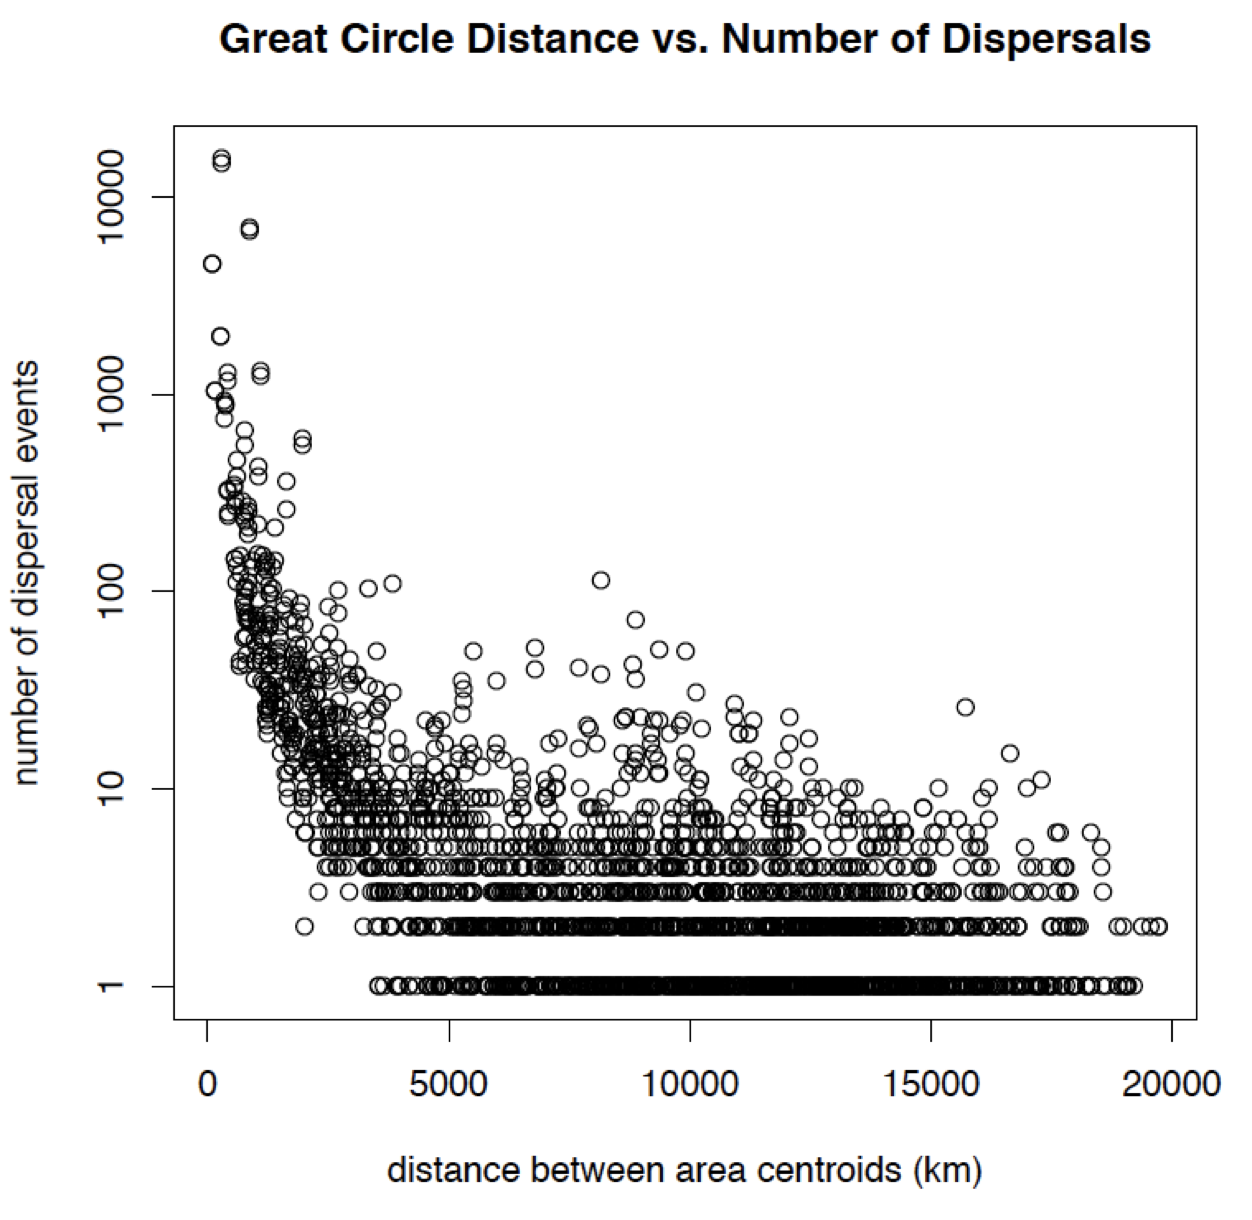 Great Circle Distance vs. Number of Dispersals
number of dispersal events
10000
1000
100
10
1
0 5000 10000 15000 20000
distance between area centroids (km)